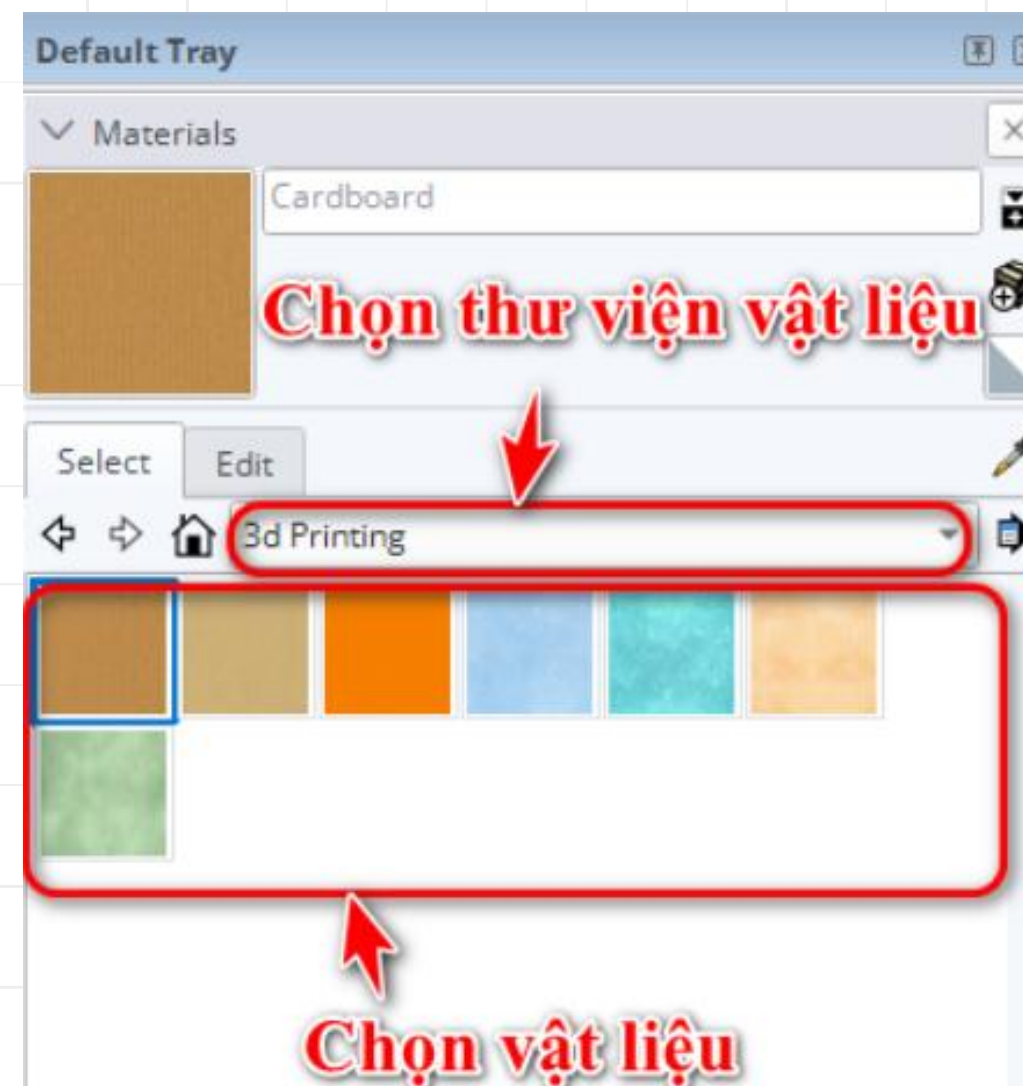 Default Tray
Materials
Cardboard
Chọn thư viện vật liệu
Select Edit
3d Printing
Chọn vật liệu